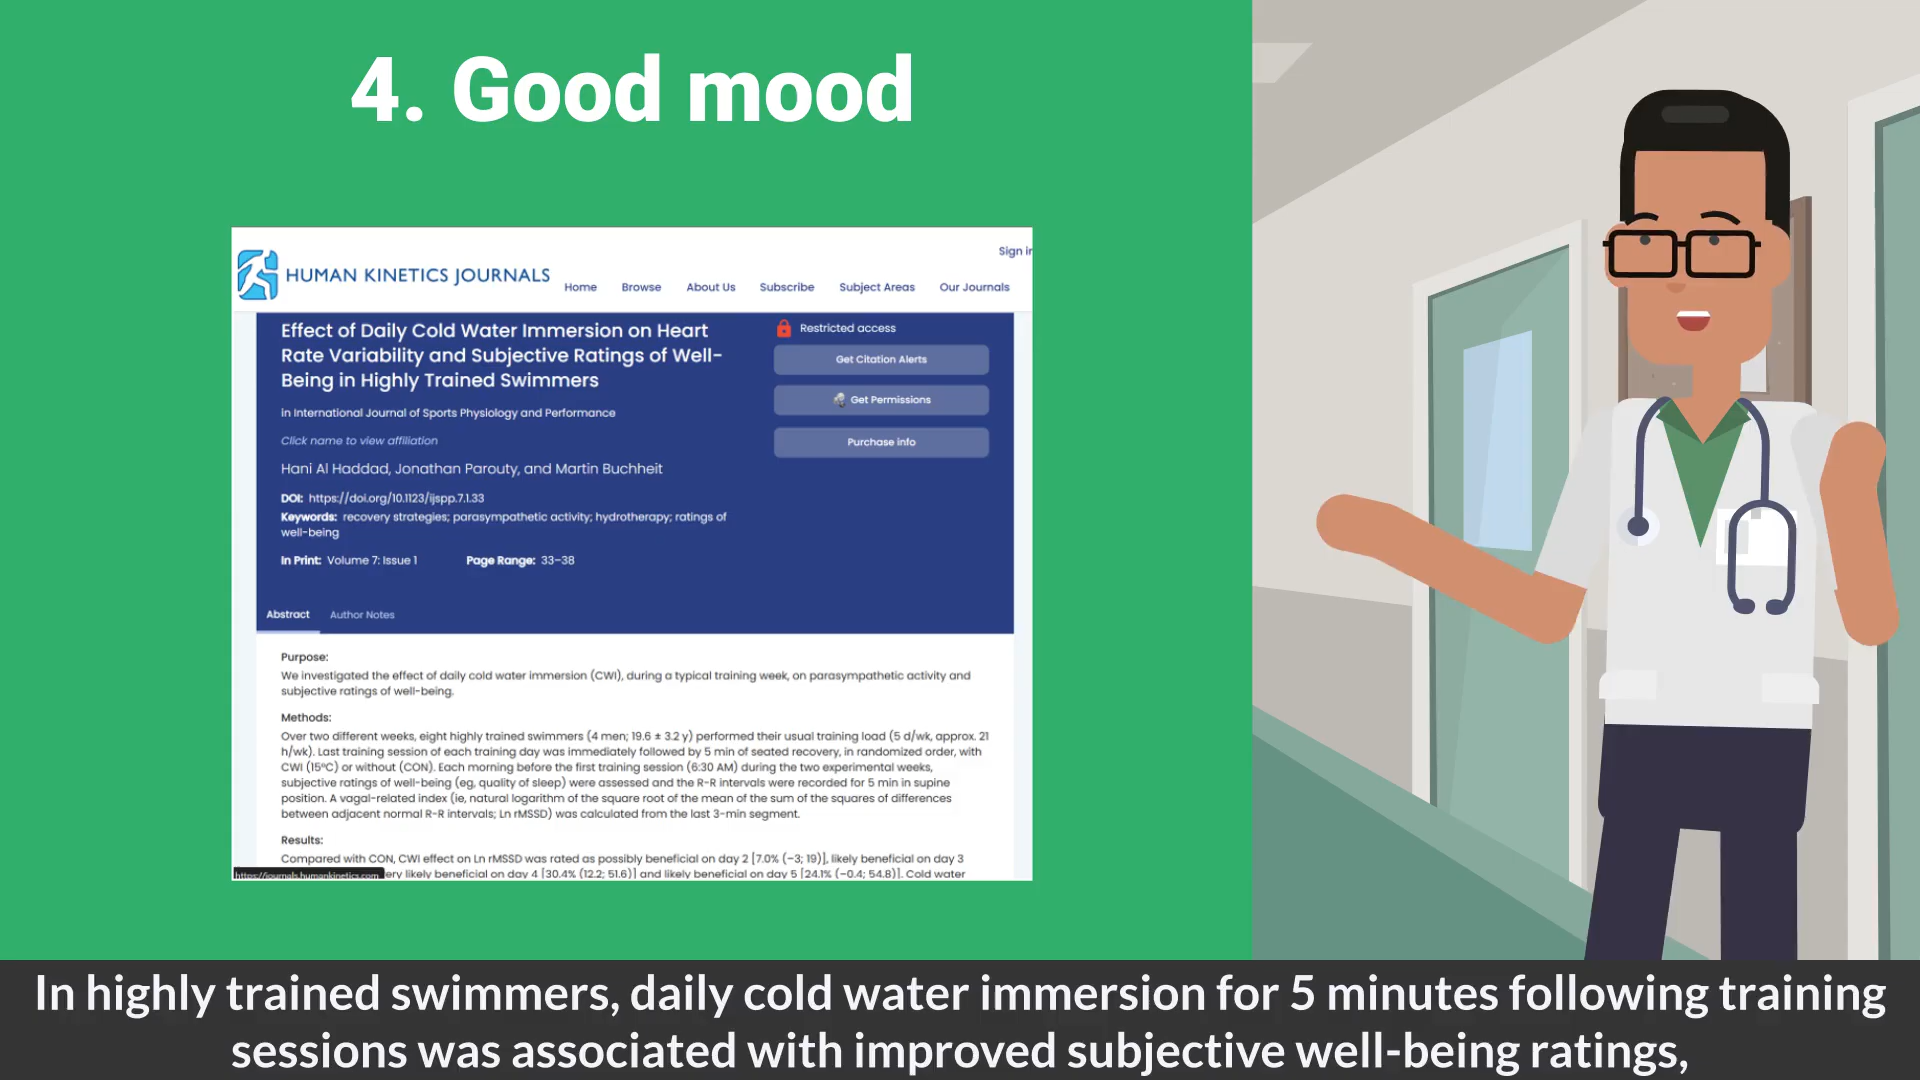 4. Good mood
Sign in
HUMAN KINETICS JOURNALS
Home Browse About Us Subscribe Subject Areas Our Journals
Effect of Daily Cold Water Immersion on Heart
Rate Variability and Subjective Ratings of Well-
Being in Highly Trained Swimmers
in International Journal of Sports Physiology and Performance
Click name to view affiliation
Hani Al Haddad, Jonathan Parouty, and Martin Buchheit
DOI: https://doi.org/10.1123/ijspp.7.1.33
Keywords: recovery strategies; parasympathetic activity; hydrotherapy; ratings of
well-being
In Print: Volume 7: Issue 1 Page Range: 33–38
Restricted access
Get Citation Alerts
Get Permissions
Purchase info
Abstract Author Notes
Purpose:
We investigated the effect of daily cold water immersion (CWI), during a typical training week, on parasympathetic activity and
subjective ratings of well-being.
Methods:
Over two different weeks, eight highly trained swimmers (4 men; 19.6 ± 3.2 y) performed their usual training load (5 d/wk, approx. 21
h/wk). Last training session of each training day was immediately followed by 5 min of seated recovery, in randomized order, with
CWI (15°C) or without (CON). Each morning before the first training session (6:30 AM) during the two experimental weeks,
subjective ratings of well-being (eg, quality of sleep) were assessed and the R-R intervals were recorded for 5 min in supine
position. A vagal-related index (ie, natural logarithm of the square root of the mean of the sum of the squares of differences
between adjacent normal R-R intervals; Ln rMSSD) was calculated from the last 3-min segment.
Results:
Compared with CON, CWI effect on Ln rMSSD was rated as possibly beneficial on day 2 [7.0% (−3; 19)], likely beneficial on day 3
https://journals.humankinetics.com ery likely beneficial on day 4 [30.4% (12.2; 51.6)] and likely beneficial on day 5 [24.1% (−0.4; 54.8)]. Cold water
In highly trained swimmers, daily cold water immersion for 5 minutes following training
sessions was associated with improved subjective well-being ratings,